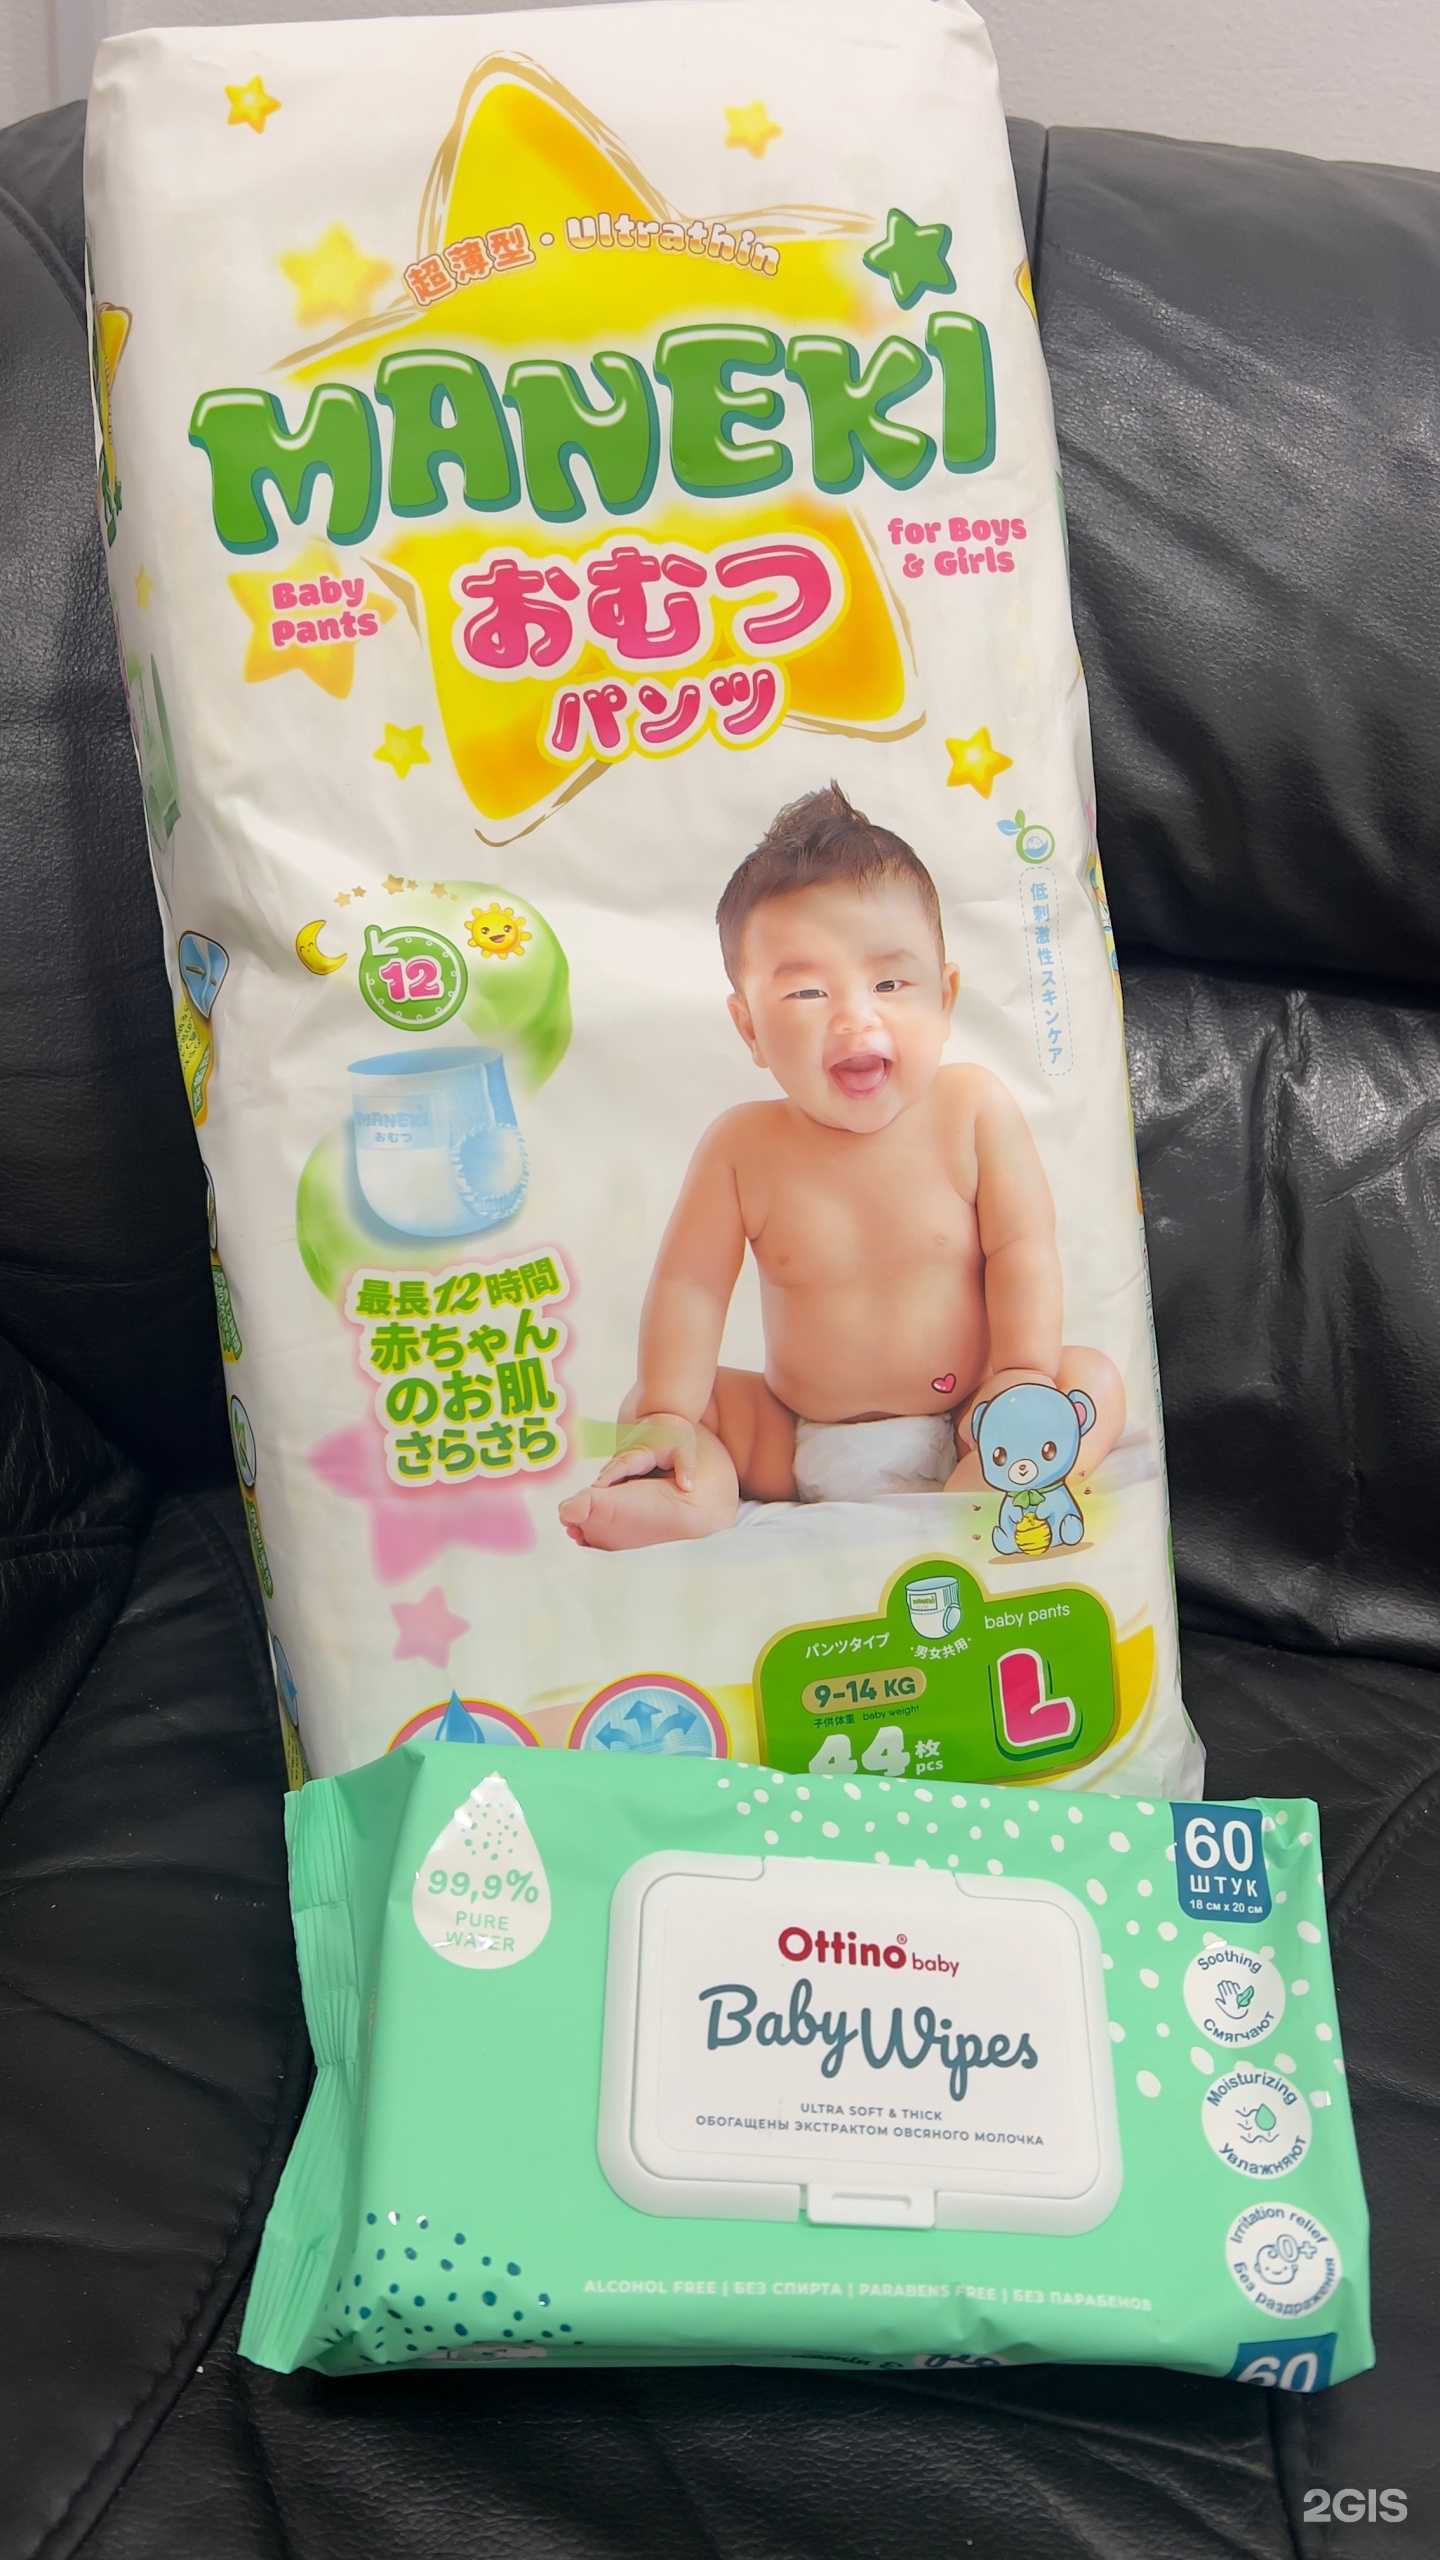 超薄型・Ultrathin
MANEKI
for Boys
& Girls
Baby
Pants
おむつ
パンツ
低刺激性スキンケア
12
MANEKI
おむつ
最長12時間
赤ちゃん
のお肌
さらさら
パンツタイプ
男女共用
baby pants
9-14 KG
子供体重 baby weight
L
44 枚
pcs
99,9%
PURE
WATER
60
ШТУК
18 см x 20 см
Ottino® baby
Baby Wipes
ULTRA SOFT & THICK
ОБОГАЩЕНЫ ЭКСТРАКТОМ ОВСЯНОГО МОЛОЧКА
Soothing
Смягчают
Moisturizing
Увлажняют
Irritation relief
0+
Без раздражения
ALCOHOL FREE | БЕЗ СПИРТА | PARABENS FREE | БЕЗ ПАРАБЕНОВ
60
2GIS